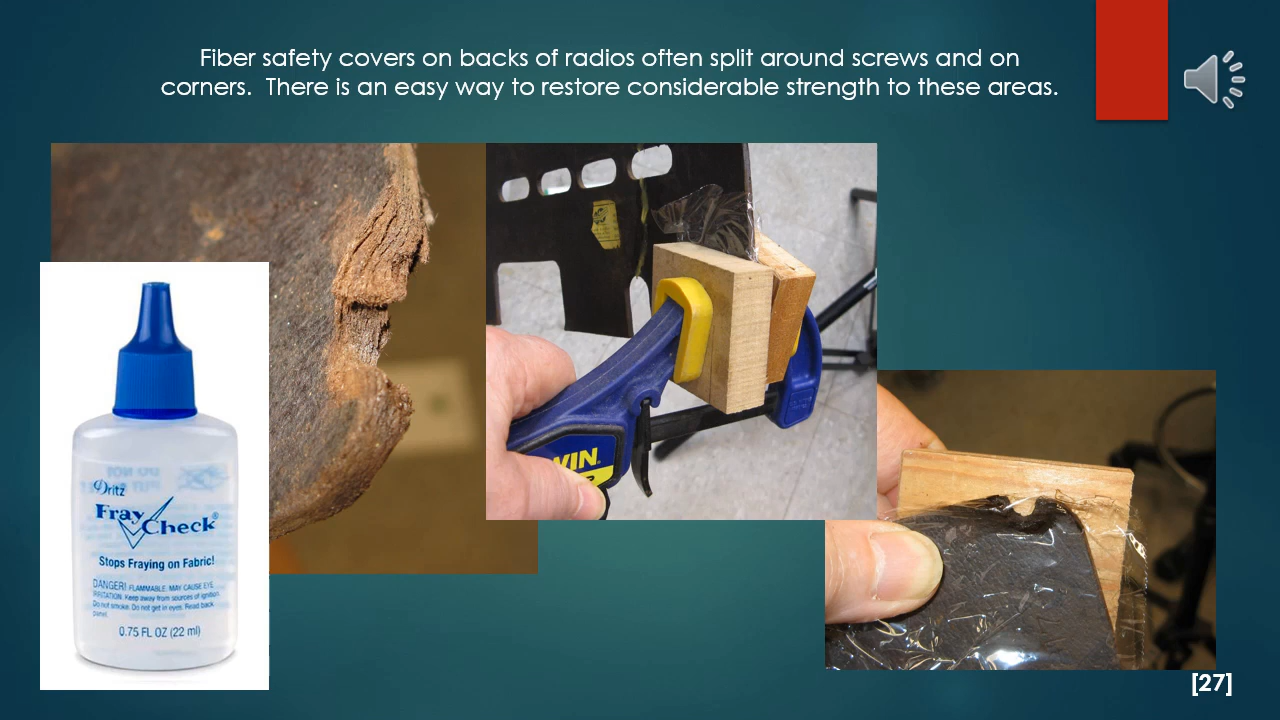 Fiber safety covers on backs of radios often split around screws and on
corners.  There is an easy way to restore considerable strength to these areas.
Dritz
Fray Check®
Stops Fraying on Fabric!
DANGER! FLAMMABLE. MAY CAUSE EYE
IRRITATION. Keep away from sources of ignition.
Do not smoke. Do not get in eyes. Read back
panel.
0.75 FL OZ (22 ml)
WIN.
[27]